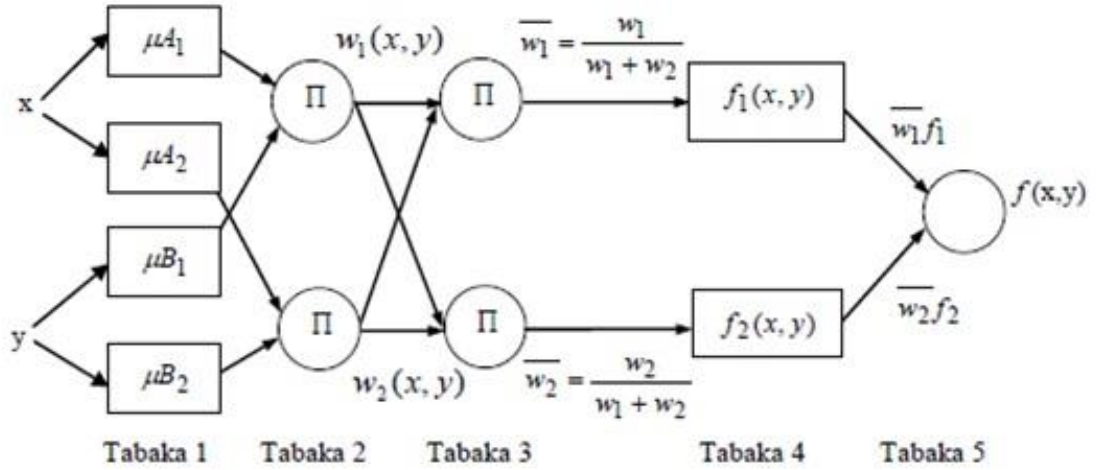 x
y
μA₁
μA₂
μB₁
μB₂
Π
Π
w₁(x, y)
w₂(x, y)
Π
Π
w̅₁ = w₁ / (w₁ + w₂)
w̅₂ = w₂ / (w₁ + w₂)
f₁(x, y)
f₂(x, y)
w̅₁f₁
w̅₂f₂
f(x,y)
Tabaka 1 Tabaka 2 Tabaka 3 Tabaka 4 Tabaka 5